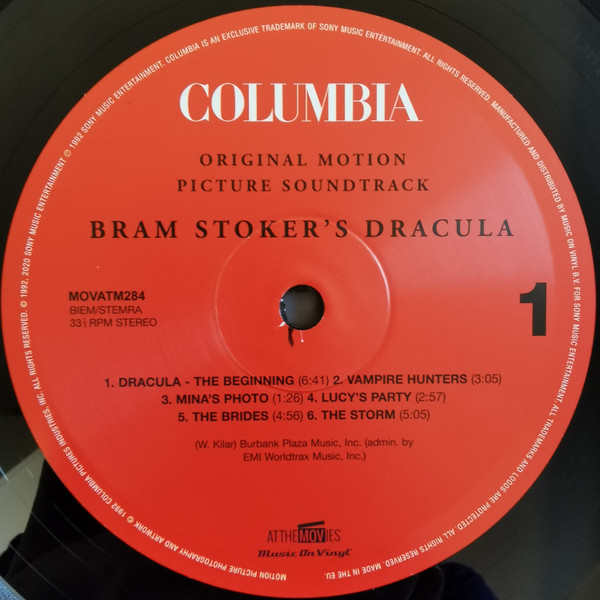 COLUMBIA
ORIGINAL MOTION
PICTURE SOUNDTRACK
BRAM STOKER'S DRACULA
MOVATM284
BIEM/STEMRA
33⅓ RPM STEREO
1
1. DRACULA - THE BEGINNING (6:41) 2. VAMPIRE HUNTERS (3:05)
3. MINA'S PHOTO (1:26) 4. LUCY'S PARTY (2:57)
5. THE BRIDES (4:56) 6. THE STORM (5:05)
(W. Kilar) Burbank Plaza Music, Inc. (admin. by
EMI Worldtrax Music, Inc.)
ATTHEMOVIES
Music On Vinyl
MOTION PICTURE PHOTOGRAPHY AND ARTWORK © 1992 COLUMBIA PICTURES INDUSTRIES, INC. ALL RIGHTS RESERVED. © 1992, 2020 SONY MUSIC ENTERTAINMENT ℗ 1992 SONY MUSIC ENTERTAINMENT. COLUMBIA IS AN EXCLUSIVE TRADEMARK OF SONY MUSIC ENTERTAINMENT. ALL RIGHTS RESERVED. MANUFACTURED AND DISTRIBUTED BY MUSIC ON VINYL B.V. FOR SONY MUSIC ENTERTAINMENT. ALL TRADEMARKS AND LOGOS ARE PROTECTED. ALL RIGHTS RESERVED. MADE IN THE EU.